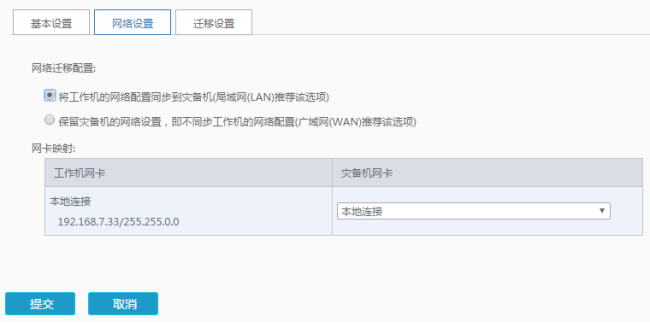 基本设置 网络设置 迁移设置
网络迁移配置:
将工作机的网络配置同步到灾备机(局域网(LAN)推荐该选项)
保留灾备机的网络设置，即不同步工作机的网络配置(广域网(WAN)推荐该选项)
网卡映射:
工作机网卡 灾备机网卡
本地连接 本地连接
192.168.7.33/255.255.0.0
提交 取消